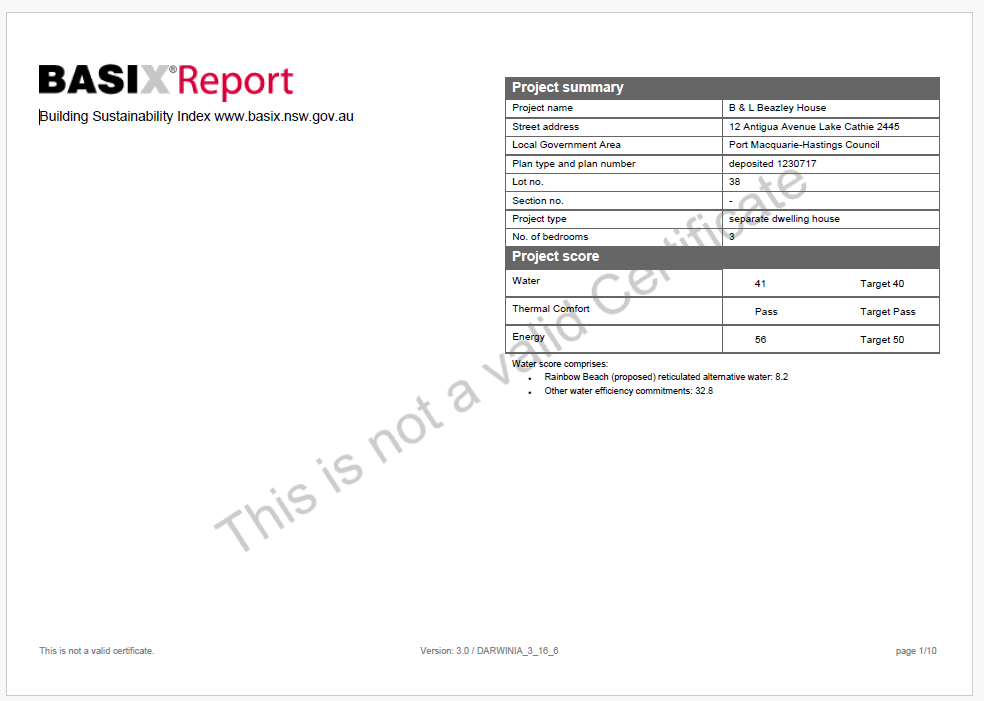 BASIX®Report
Building Sustainability Index www.basix.nsw.gov.au
Project summary
Project name B & L Beazley House
Street address 12 Antigua Avenue Lake Cathie 2445
Local Government Area Port Macquarie-Hastings Council
Plan type and plan number deposited 1230717
Lot no. 38
Section no. -
Project type separate dwelling house
No. of bedrooms 3
Project score
Water 41 Target 40
Thermal Comfort Pass Target Pass
Energy 56 Target 50
Water score comprises:
• Rainbow Beach (proposed) reticulated alternative water: 8.2
• Other water efficiency commitments: 32.8
This is not a valid Certificate
This is not a valid certificate. Version: 3.0 / DARWINIA_3_16_6 page 1/10